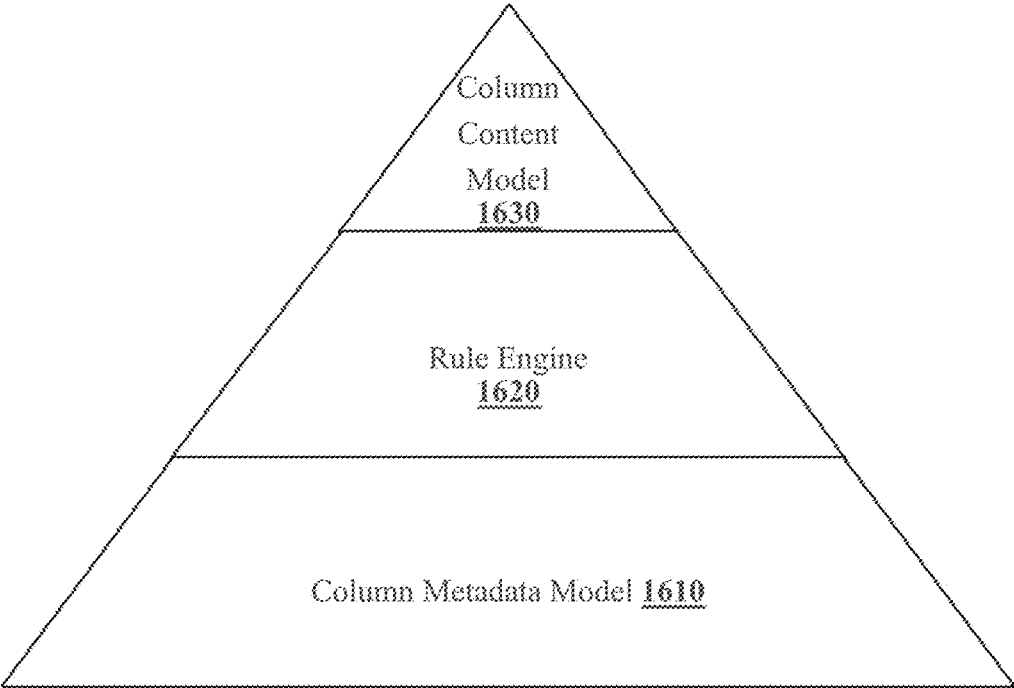 Column
Content
Model
1630
Rule Engine
1620
Column Metadata Model 1610